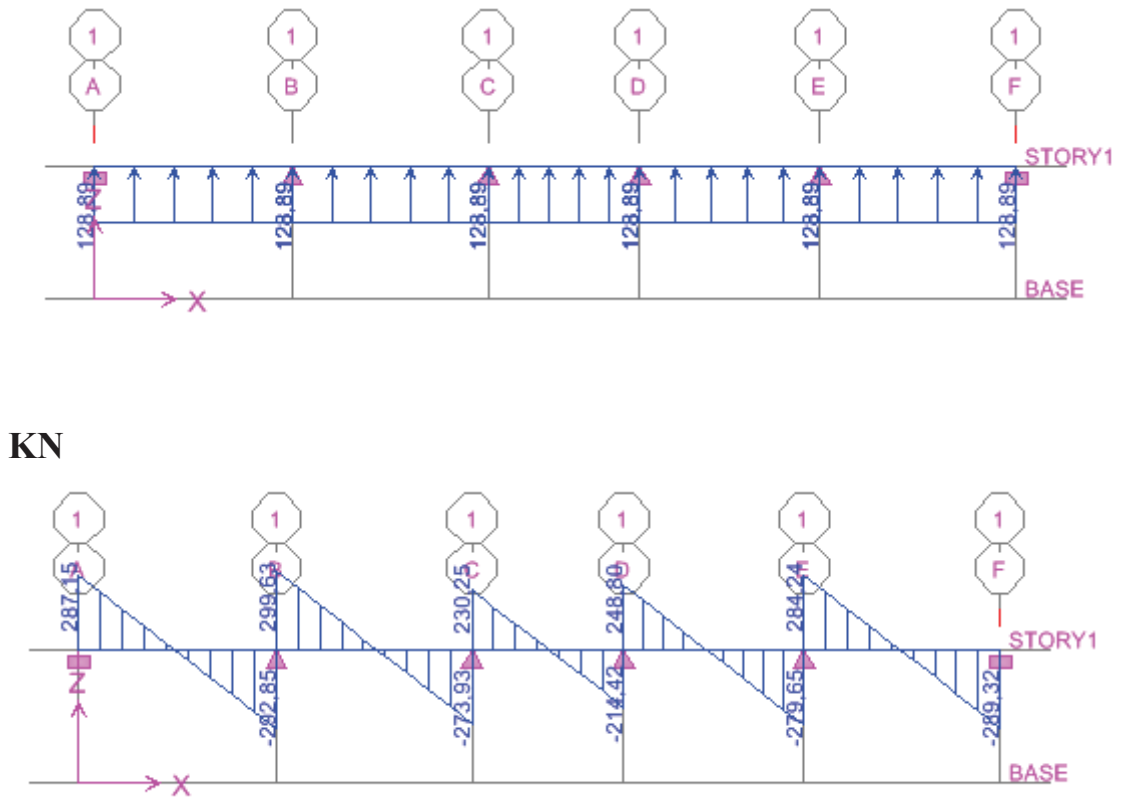 1 1 1 1 1 1
A B C D E F
STORY1
128,89 128,89 128,89 128,89 128,89 128,89
Z
X
BASE
KN
1 1 1 1 1 1
A B C D E F
287,15 299,63 230,25 248,80 284,24
STORY1
Z
-292,85 -273,93 -214,42 -279,65 -289,32
X
BASE